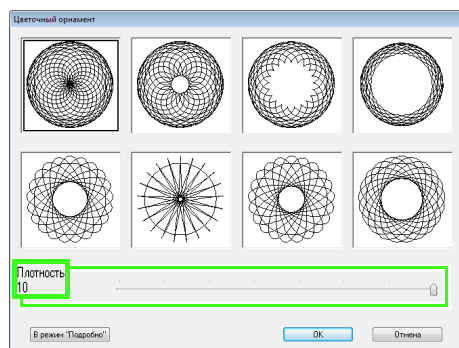 Цветочный орнамент
Плотность
10
В режим "Подробно"
OK
Отмена